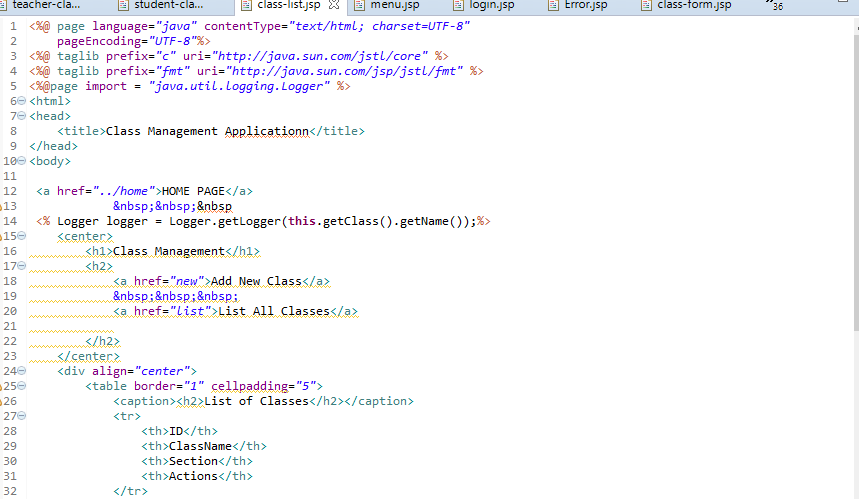 teacher-cla... student-clas... class-list.jsp menu.jsp login.jsp Error.jsp class-form.jsp »36
1 <%@ page language="java" contentType="text/html; charset=UTF-8"
2 pageEncoding="UTF-8"%>
3 <%@ taglib prefix="c" uri="http://java.sun.com/jstl/core" %>
4 <%@ taglib prefix="fmt" uri="http://java.sun.com/jsp/jstl/fmt" %>
5 <%@page import = "java.util.logging.Logger" %>
6 <html>
7 <head>
8 <title>Class Management Applicationn</title>
9 </head>
10 <body>
11
12 <a href="../home">HOME PAGE</a>
13 &nbsp;&nbsp;&nbsp
14 <% Logger logger = Logger.getLogger(this.getClass().getName());%>
15 <center>
16 <h1>Class Management</h1>
17 <h2>
18 <a href="new">Add New Class</a>
19 &nbsp;&nbsp;&nbsp;
20 <a href="list">List All Classes</a>
21
22 </h2>
23 </center>
24 <div align="center">
25 <table border="1" cellpadding="5">
26 <caption><h2>List of Classes</h2></caption>
27 <tr>
28 <th>ID</th>
29 <th>ClassName</th>
30 <th>Section</th>
31 <th>Actions</th>
32 </tr>